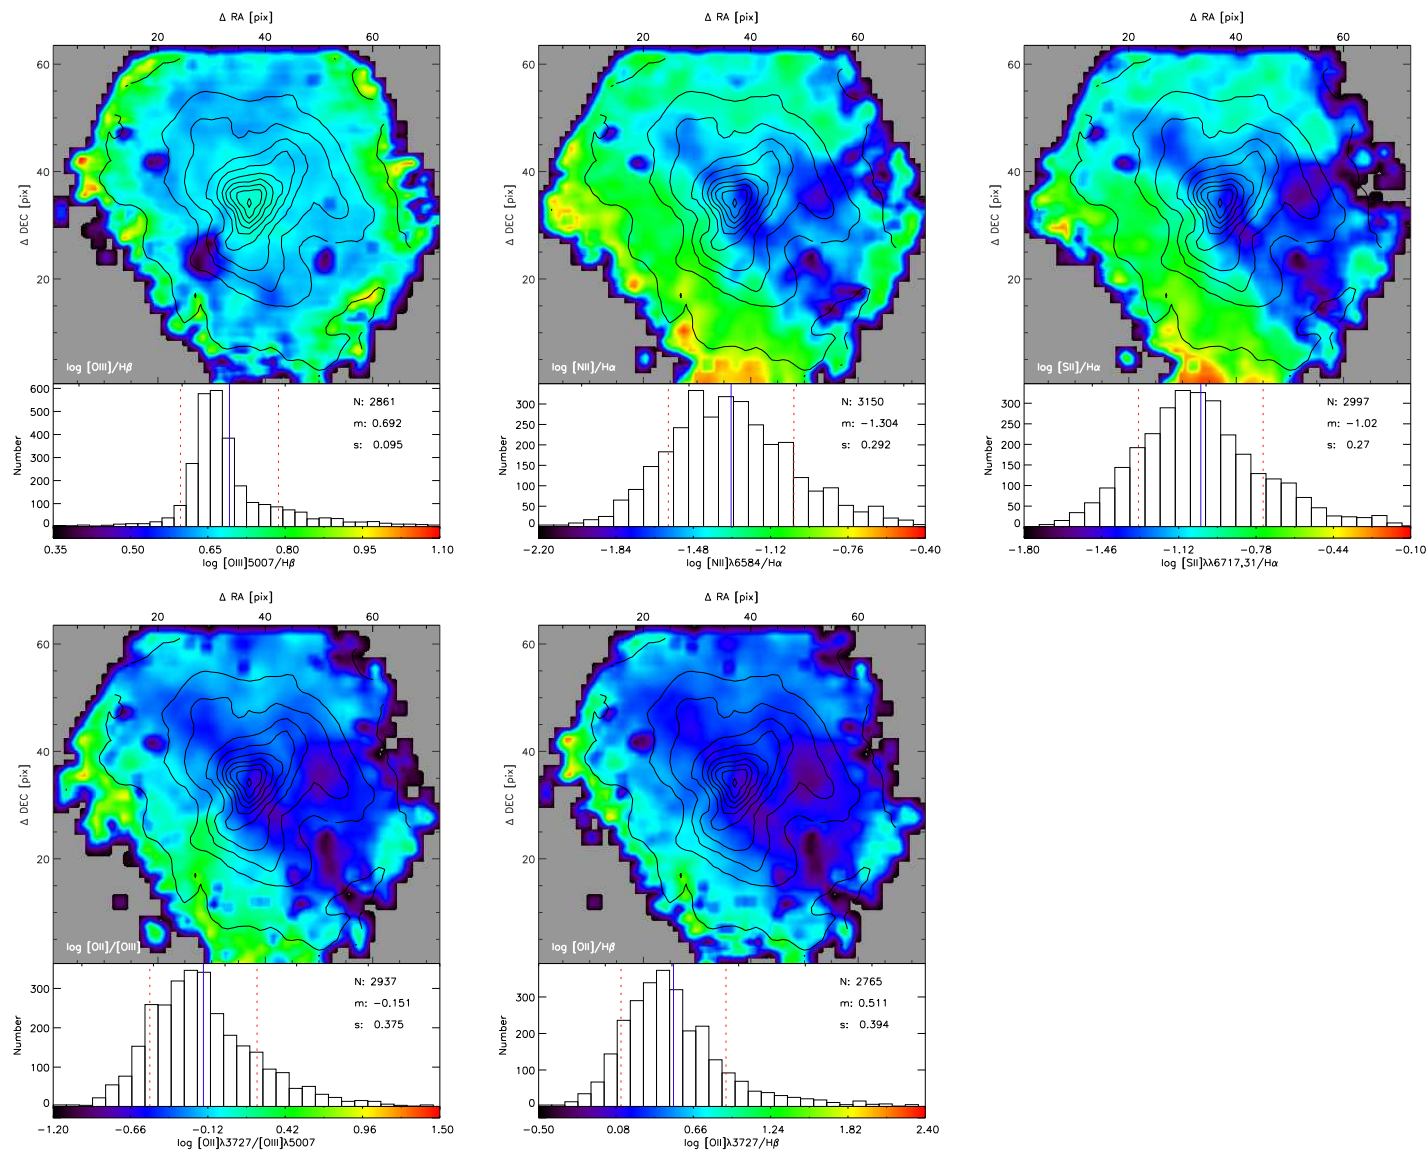 Δ RA [pix]
20 40 60
60
40
20
Δ DEC [pix]
log [OIII]/Hβ
600
500
400
300
200
100
0
Number
N: 2861
m: 0.692
s: 0.095
0.35 0.50 0.65 0.80 0.95 1.10
log [OIII]5007/Hβ
Δ RA [pix]
20 40 60
60
40
20
Δ DEC [pix]
log [NII]/Hα
300
250
200
150
100
50
0
Number
N: 3150
m: −1.304
s: 0.292
−2.20 −1.84 −1.48 −1.12 −0.76 −0.40
log [NII]λ6584/Hα
Δ RA [pix]
20 40 60
60
40
20
Δ DEC [pix]
log [SII]/Hα
300
250
200
150
100
50
0
Number
N: 2997
m: −1.02
s: 0.27
−1.80 −1.46 −1.12 −0.78 −0.44 −0.10
log [SII]λλ6717,31/Hα
Δ RA [pix]
20 40 60
60
40
20
Δ DEC [pix]
log [OII]/[OIII]
300
200
100
0
Number
N: 2937
m: −0.151
s: 0.375
−1.20 −0.66 −0.12 0.42 0.96 1.50
log [OII]λ3727/[OIII]λ5007
Δ RA [pix]
20 40 60
60
40
20
Δ DEC [pix]
log [OII]/Hβ
300
200
100
0
Number
N: 2765
m: 0.511
s: 0.394
−0.50 0.08 0.66 1.24 1.82 2.40
log [OII]λ3727/Hβ